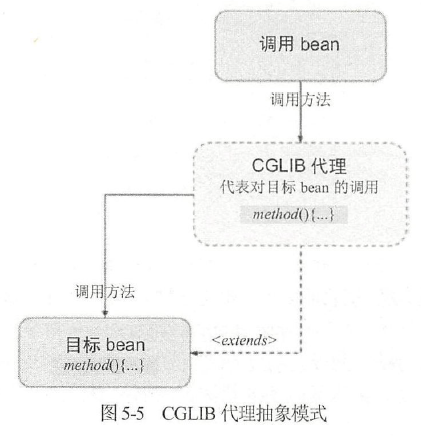 调用 bean
调用方法
CGLIB 代理
代表对目标 bean 的调用
method(){...}
调用方法
<extends>
目标 bean
method(){...}
图 5-5 CGLIB 代理抽象模式